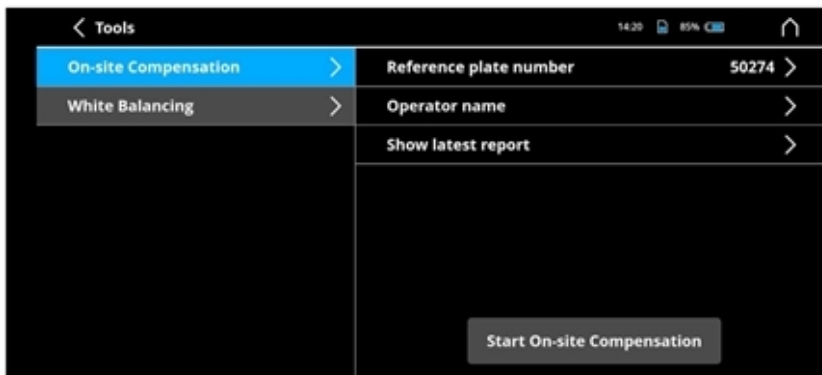 Tools 14:20 85%
On-site Compensation
White Balancing
Reference plate number 50274
Operator name
Show latest report
Start On-site Compensation